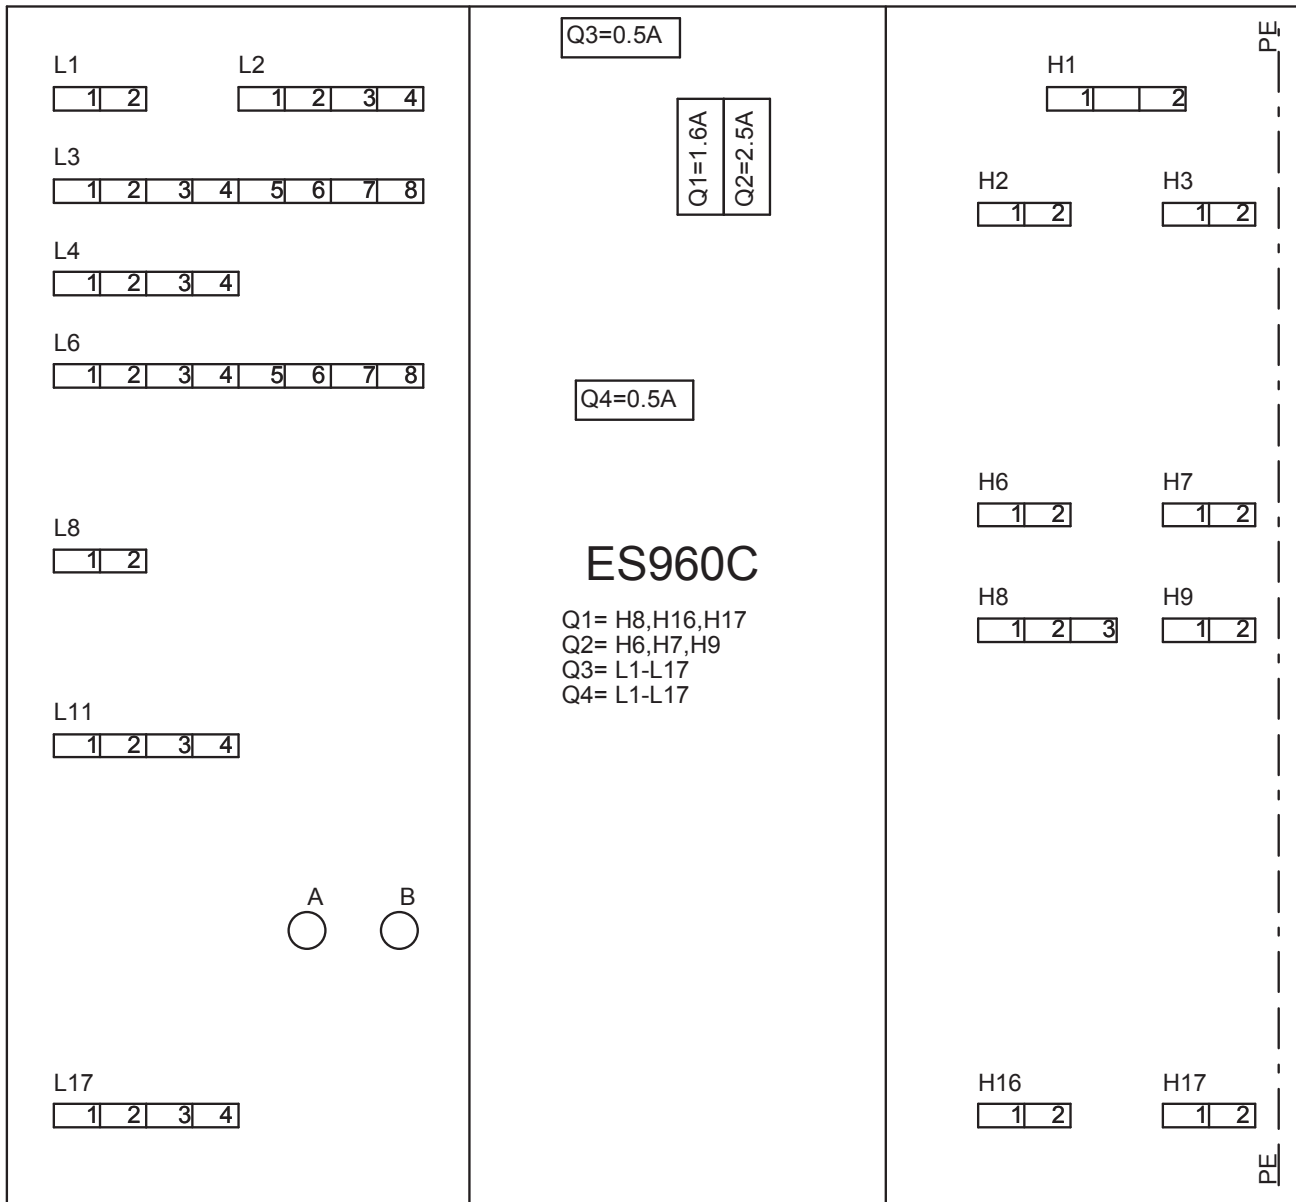 Q3=0.5A
PE
L1
L2
H1
1 2
1 2 3 4
1 2
Q1=1.6A
Q2=2.5A
L3
1 2 3 4 5 6 7 8
H2
H3
1 2
1 2
L4
1 2 3 4
L6
1 2 3 4 5 6 7 8
Q4=0.5A
H6
H7
1 2
1 2
L8
1 2
ES960C
H8
H9
1 2 3
1 2
Q1= H8,H16,H17
Q2= H6,H7,H9
Q3= L1-L17
Q4= L1-L17
L11
1 2 3 4
A
B
L17
1 2 3 4
H16
H17
1 2
1 2
PE